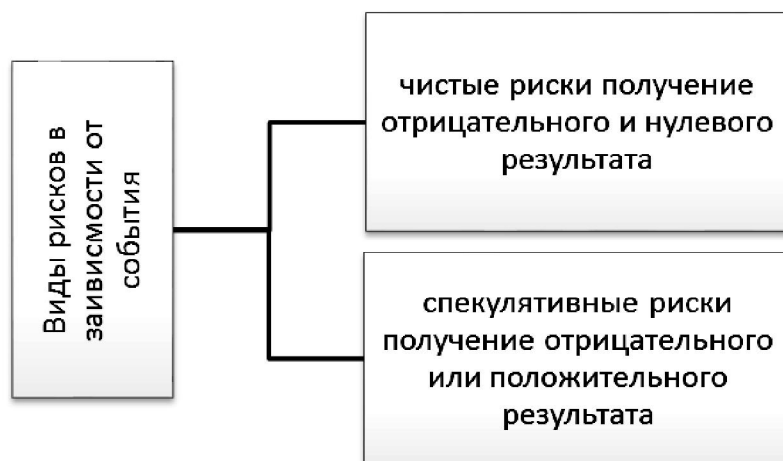 Виды рисков в
заивисмости от
события
чистые риски получение
отрицательного и нулевого
результата
спекулятивные риски
получение отрицательного
или положительного
результата